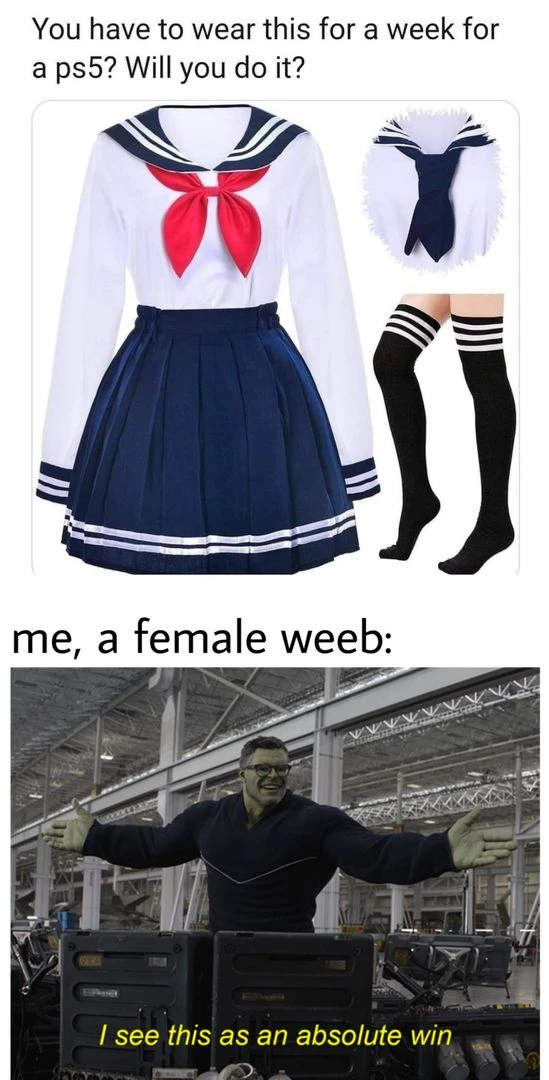 You have to wear this for a week for
a ps5? Will you do it?
me, a female weeb:
I see this as an absolute win